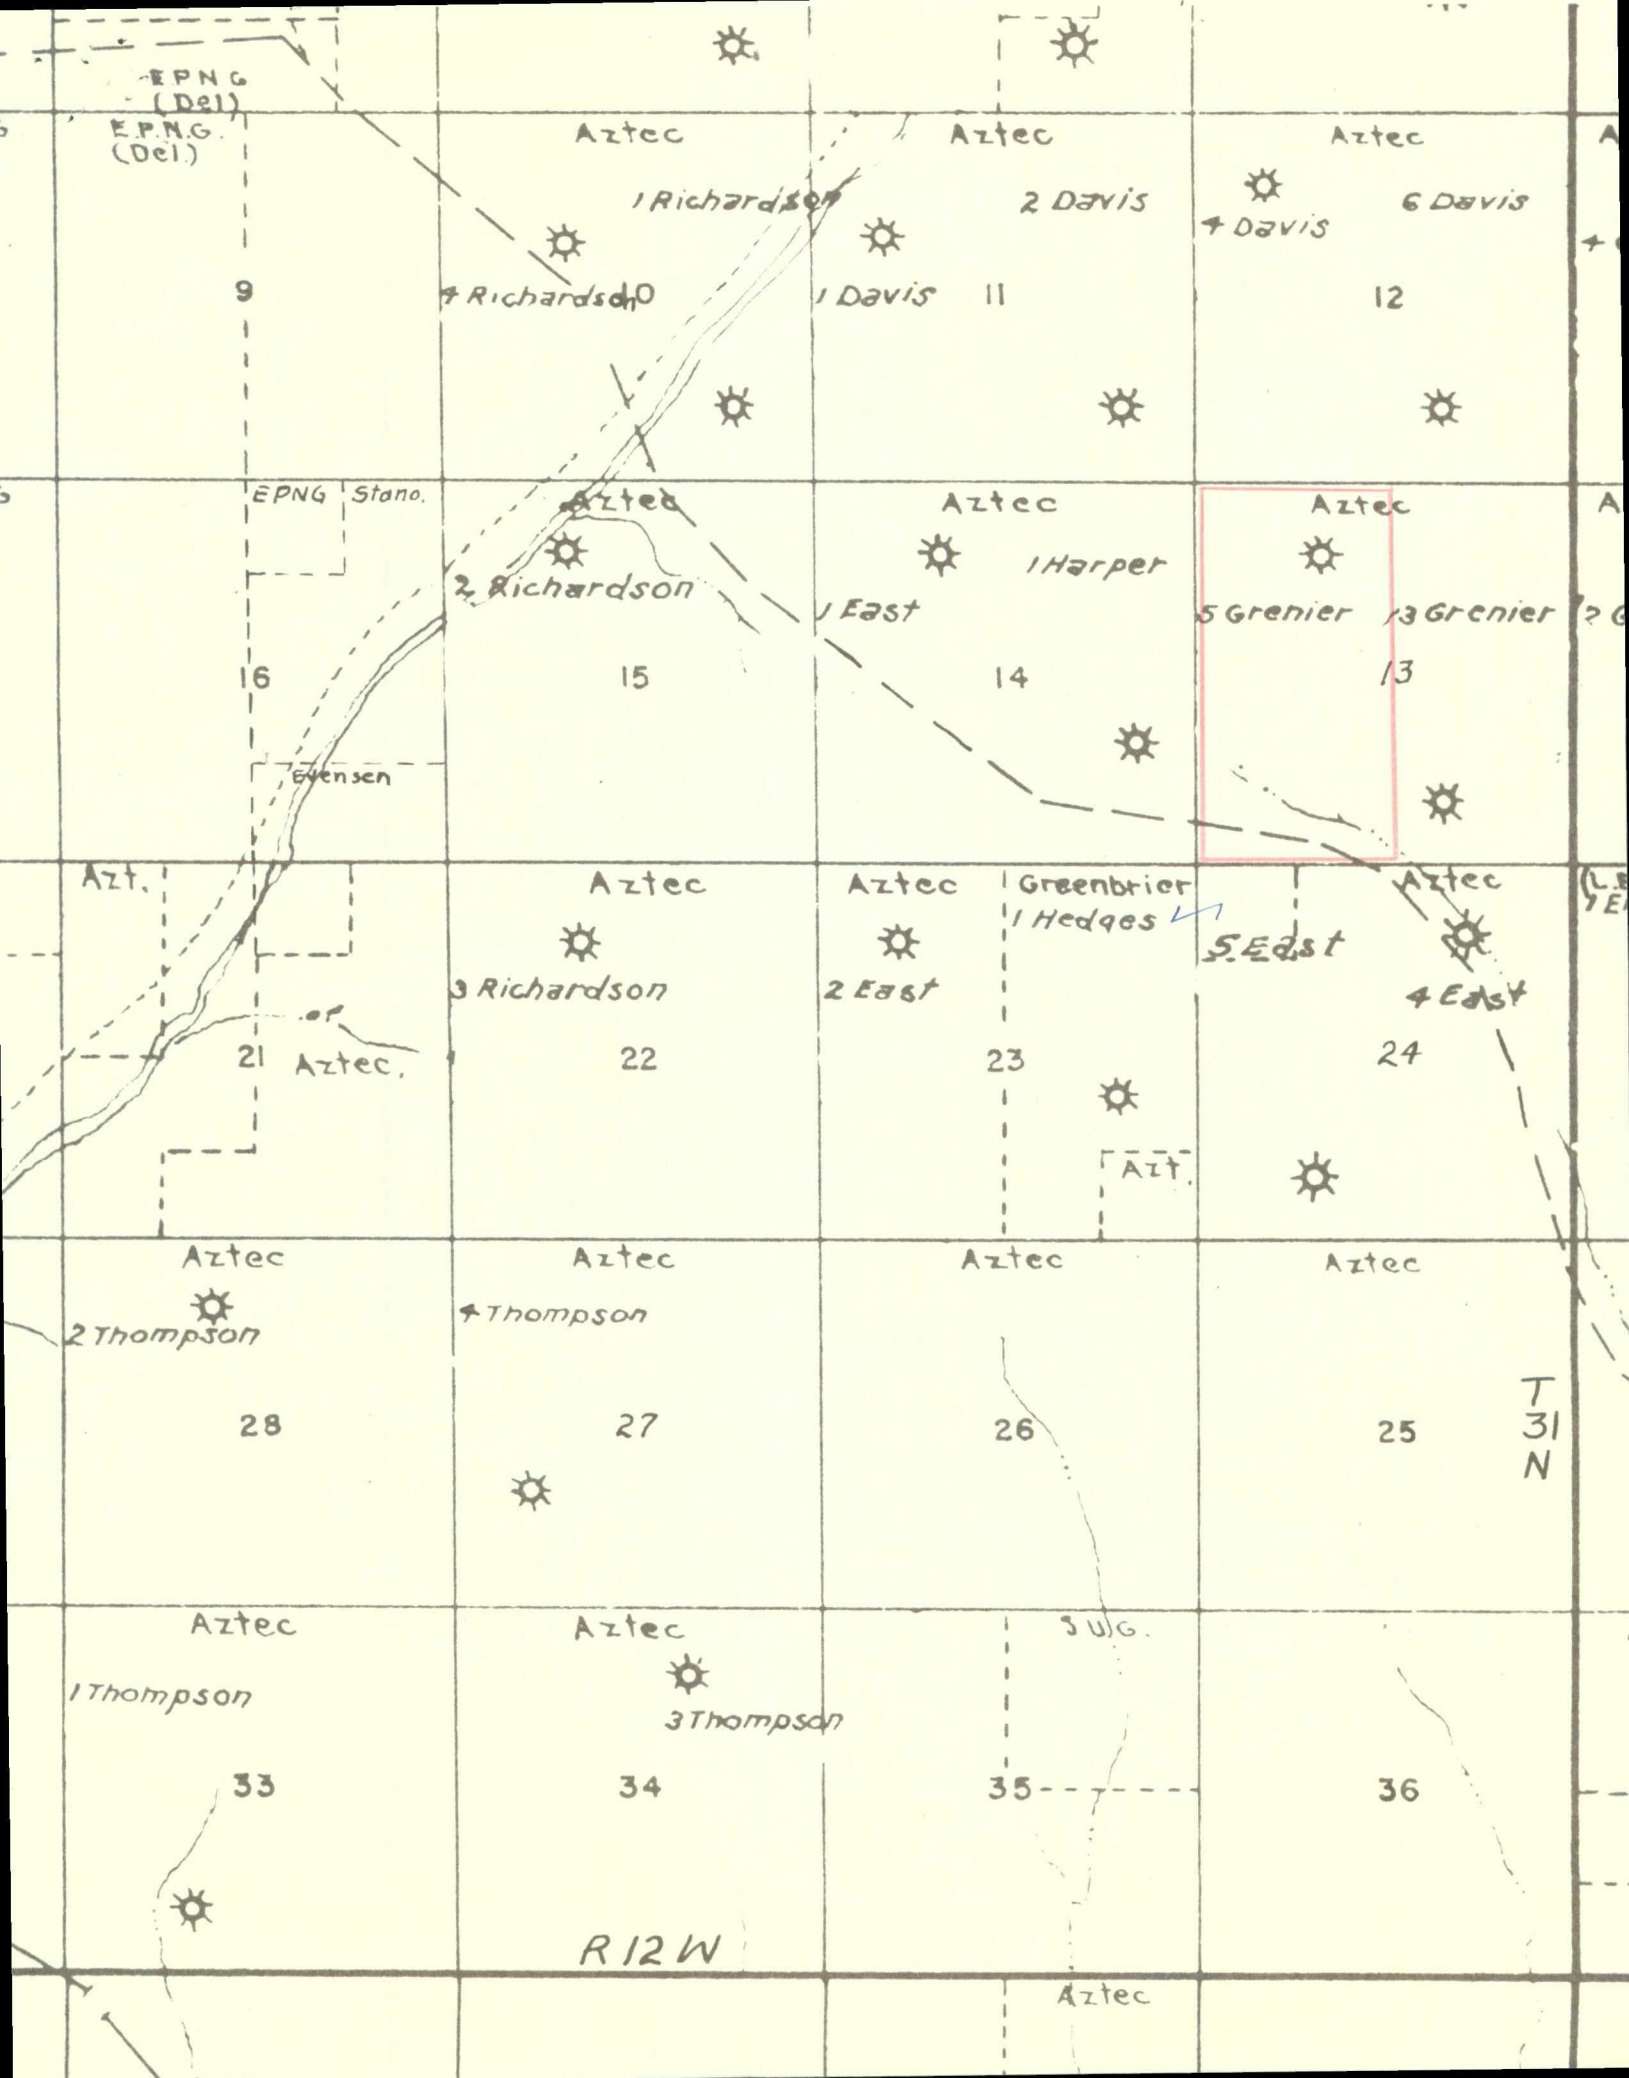 EPNG
(Del)
E.P.N.G.
(Del.)
Aztec
Aztec
Aztec
1 Richardson
2 Davis
4 Davis
6 Davis
9
4 Richardson
10
1 Davis
11
12
EPNG
Stano.
Aztec
Aztec
Aztec
2 Richardson
1 Harper
1 East
5 Grenier
13 Grenier
16
15
14
13
Evensen
Azt.
Aztec
Aztec
Greenbrier
1 Hedges
Aztec
5 East
3 Richardson
2 East
4 East
21
Aztec.
22
23
24
Azt.
Aztec
Aztec
Aztec
Aztec
2 Thompson
4 Thompson
28
27
26
25
T
31
N
Aztec
Aztec
S U G.
1 Thompson
3 Thompson
33
34
35
36
R 12 W
Aztec